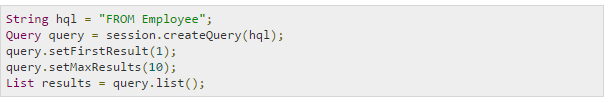 String hql = "FROM Employee";
Query query = session.createQuery(hql);
query.setFirstResult(1);
query.setMaxResults(10);
List results = query.list();